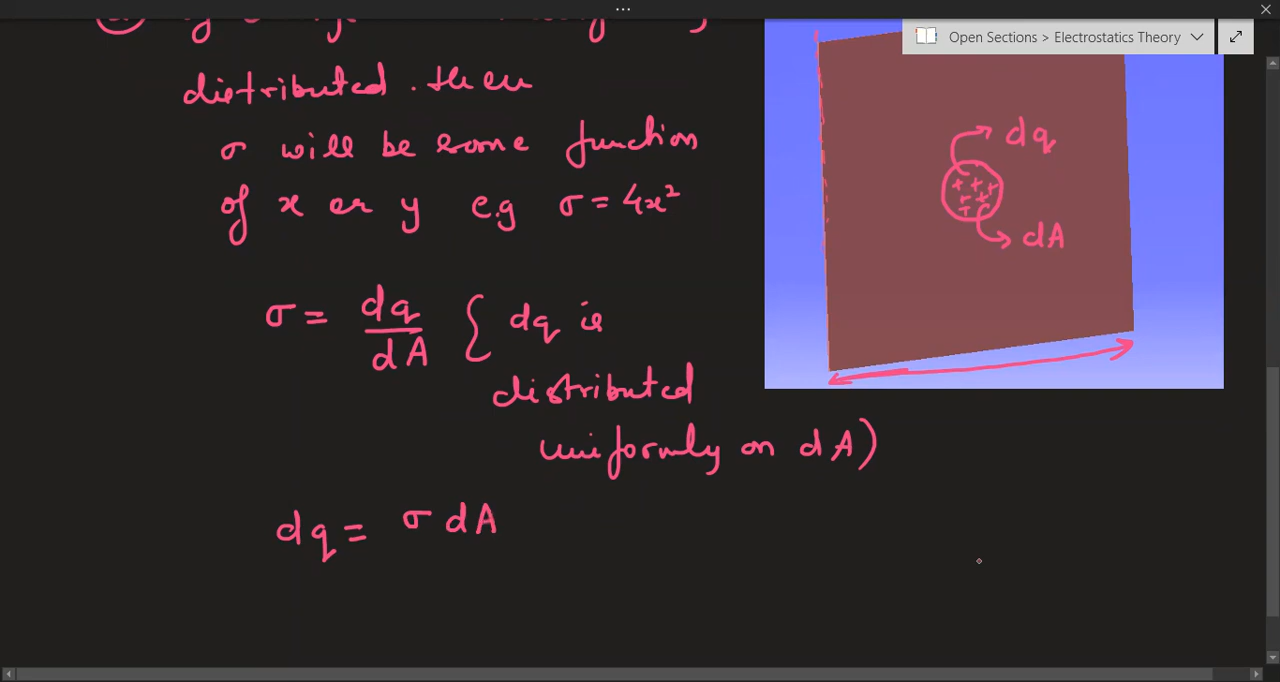 Open Sections > Electrostatics Theory
distributed . then
σ will be some function
of x or y e.g σ = 4x²
σ = dq/dA { dq is
distributed
uniformly on dA)
dq = σ dA
dq
dA